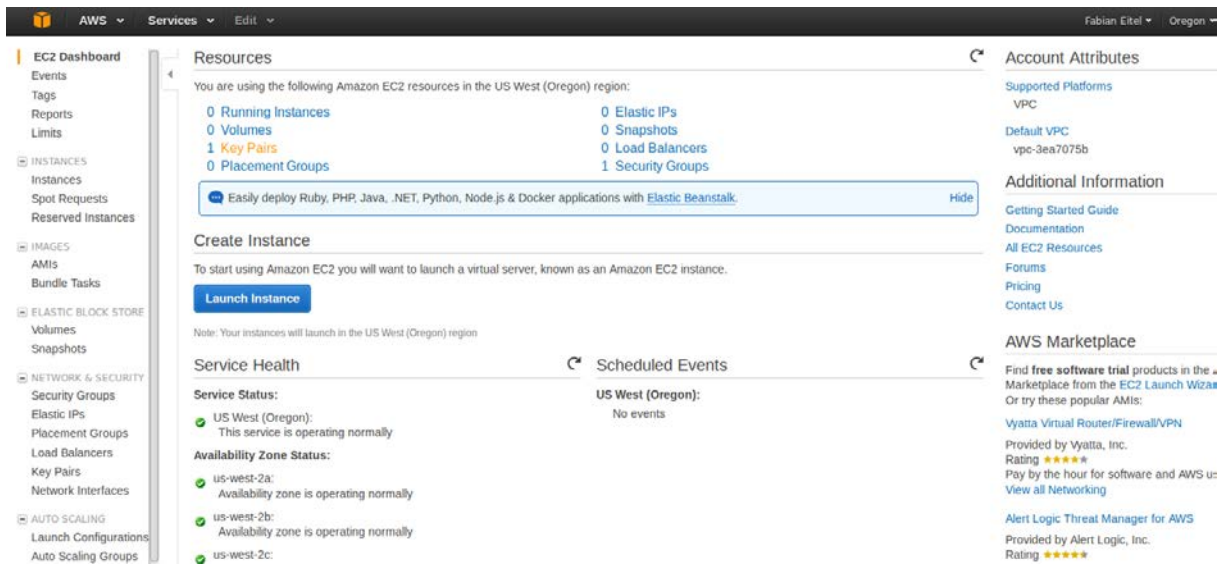 AWS Services Edit Fabian Eitel Oregon
EC2 Dashboard
Events
Tags
Reports
Limits
INSTANCES
Instances
Spot Requests
Reserved Instances
IMAGES
AMIs
Bundle Tasks
ELASTIC BLOCK STORE
Volumes
Snapshots
NETWORK & SECURITY
Security Groups
Elastic IPs
Placement Groups
Load Balancers
Key Pairs
Network Interfaces
AUTO SCALING
Launch Configurations
Auto Scaling Groups
Resources
You are using the following Amazon EC2 resources in the US West (Oregon) region:
0 Running Instances
0 Volumes
1 Key Pairs
0 Placement Groups
0 Elastic IPs
0 Snapshots
0 Load Balancers
1 Security Groups
Easily deploy Ruby, PHP, Java, .NET, Python, Node.js & Docker applications with Elastic Beanstalk. Hide
Create Instance
To start using Amazon EC2 you will want to launch a virtual server, known as an Amazon EC2 instance.
Launch Instance
Note: Your instances will launch in the US West (Oregon) region
Service Health
Service Status:
US West (Oregon):
This service is operating normally
Availability Zone Status:
us-west-2a:
Availability zone is operating normally
us-west-2b:
Availability zone is operating normally
us-west-2c:
Scheduled Events
US West (Oregon):
No events
Account Attributes
Supported Platforms
VPC
Default VPC
vpc-3ea7075b
Additional Information
Getting Started Guide
Documentation
All EC2 Resources
Forums
Pricing
Contact Us
AWS Marketplace
Find free software trial products in the
Marketplace from the EC2 Launch
Or try these popular AMIs:
Vyatta Virtual Router/Firewall/VPN
Provided by Vyatta, Inc.
Rating
Pay by the hour for software and AWS
View all Networking
Alert Logic Threat Manager for AWS
Provided by Alert Logic, Inc.
Rating